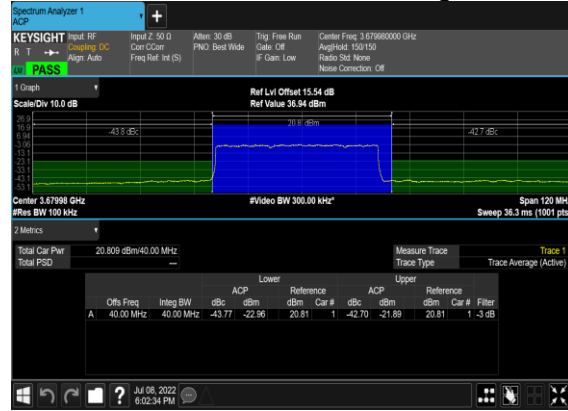 Spectrum Analyzer 1
ACP
+
KEYSIGHT Input: RF Input Z: 50 Ω Atten: 30 dB Trig: Free Run Center Freq: 3.679980000 GHz
R T Coupling: DC Corr CCorr PNO: Best Wide Gate: Off Avg|Hold: 150/150
Align: Auto Freq Ref: Int (S) IF Gain: Low Radio Std: None
Noise Correction: Off
PASS
1 Graph
Ref Lvl Offset 15.54 dB
Scale/Div 10.0 dB Ref Value 36.94 dBm
26.9
16.9 20.8 dBm
6.94 -43.8 dBc -42.7 dBc
-3.06
-13.1
-23.1
-33.1
-43.1
-53.1
Center 3.67998 GHz #Video BW 300.00 kHz* Span 120 MH
#Res BW 100 kHz Sweep 36.3 ms (1001 pts
2 Metrics
Total Car Pwr 20.809 dBm/40.00 MHz Measure Trace Trace 1
Total PSD --- Trace Type Trace Average (Active)
Lower Upper
ACP Reference ACP Reference
Offs Freq Integ BW dBc dBm dBm Car # dBc dBm dBm Car # Filter
A 40.00 MHz 40.00 MHz -43.77 -22.96 20.81 1 -42.70 -21.89 20.81 1 -3 dB
? Jul 08, 2022
6:02:34 PM